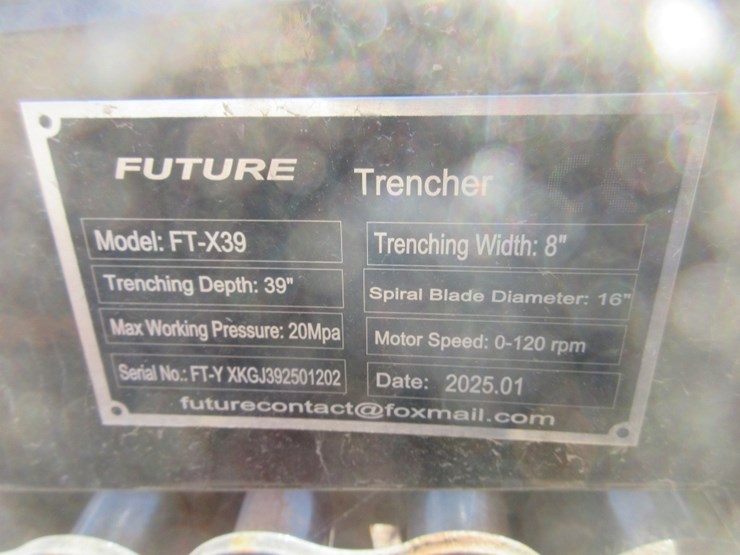 FUTURE Trencher
Model: FT-X39
Trenching Width: 8"
Trenching Depth: 39"
Spiral Blade Diameter: 16"
Max Working Pressure: 20Mpa
Motor Speed: 0-120 rpm
Serial No.: FT-Y XKGJ392501202
Date: 2025.01
futurecontact@foxmail.com